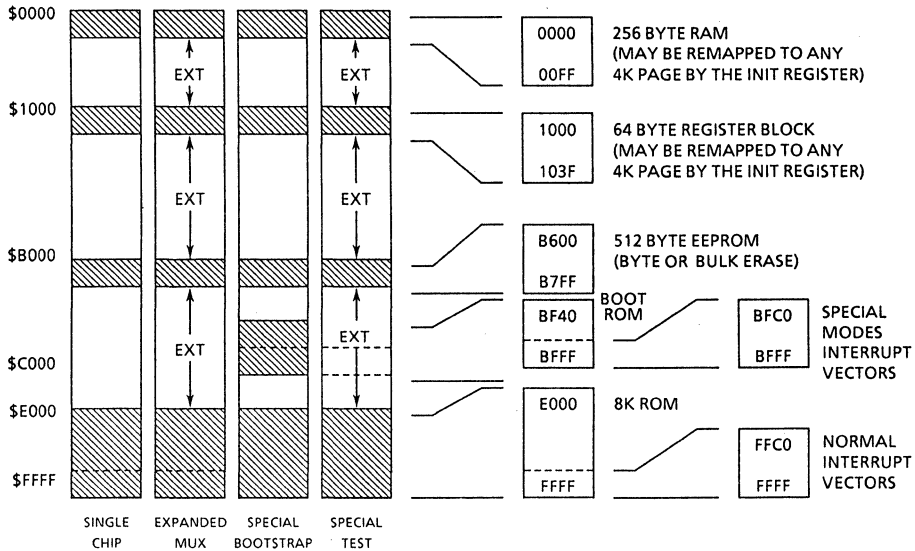 $0000
$1000
$B000
$C000
$E000
$FFFF
EXT
EXT
EXT
EXT
EXT
EXT
SINGLE
CHIP
EXPANDED
MUX
SPECIAL
BOOTSTRAP
SPECIAL
TEST
0000
00FF
256 BYTE RAM
(MAY BE REMAPPED TO ANY
4K PAGE BY THE INIT REGISTER)
1000
103F
64 BYTE REGISTER BLOCK
(MAY BE REMAPPED TO ANY
4K PAGE BY THE INIT REGISTER)
B600
B7FF
512 BYTE EEPROM
(BYTE OR BULK ERASE)
BF40
BFFF
BOOT
ROM
BFC0
BFFF
SPECIAL
MODES
INTERRUPT
VECTORS
E000
FFFF
8K ROM
FFC0
FFFF
NORMAL
INTERRUPT
VECTORS